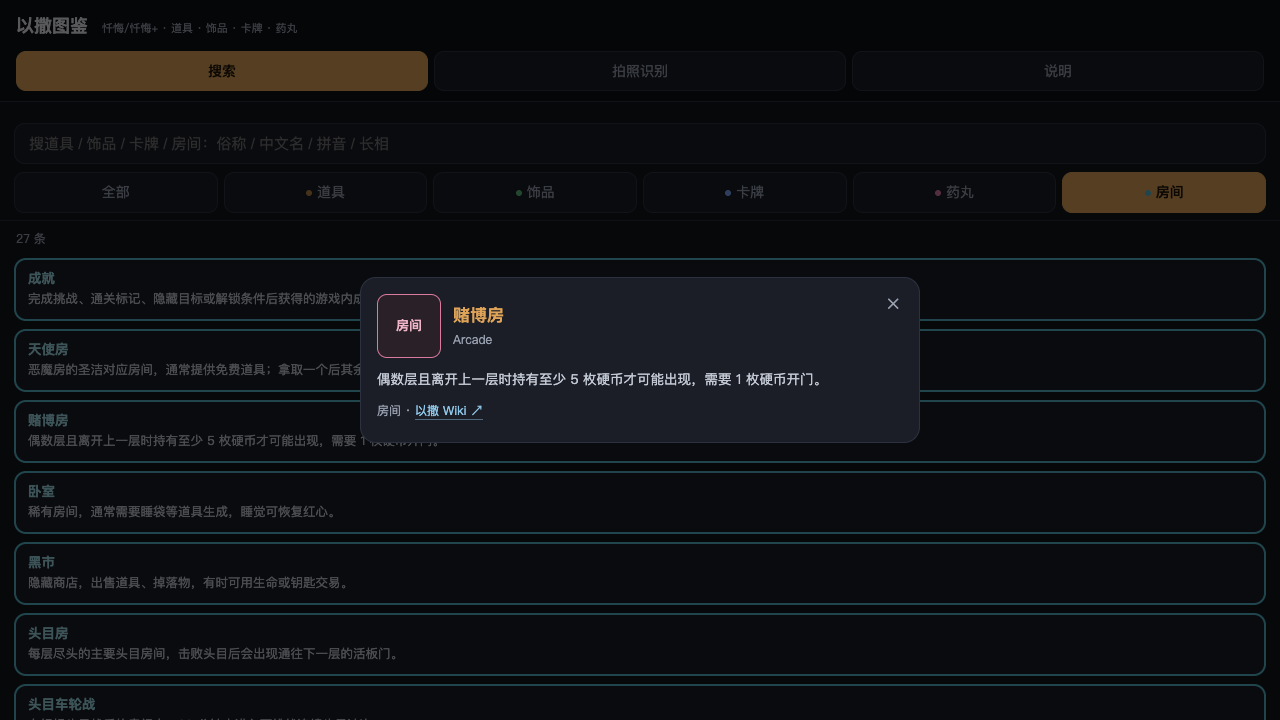 以撒图鉴 忏悔/忏悔+ · 道具 · 饰品 · 卡牌 · 药丸
搜索 拍照识别 说明
搜道具 / 饰品 / 卡牌 / 房间：俗称 / 中文名 / 拼音 / 长相
全部 道具 饰品 卡牌 药丸 房间
27 条
成就
完成挑战、通关标记、隐藏目标或解锁条件后获得的游戏内成
天使房
恶魔房的圣洁对应房间，通常提供免费道具；拿取一个后其余
赌博房
偶数层且离开上一层时持有至少 5 枚硬币才可能出现，需要 1 枚硬币开门。
房间
赌博房
Arcade
偶数层且离开上一层时持有至少 5 枚硬币才可能出现，需要 1 枚硬币开门。
房间 · 以撒 Wiki ↗
卧室
稀有房间，通常需要睡袋等道具生成，睡觉可恢复红心。
黑市
隐藏商店，出售道具、掉落物，有时可用生命或钥匙交易。
头目房
每层尽头的主要头目房间，击败头目后会出现通往下一层的活板门。
头目车轮战